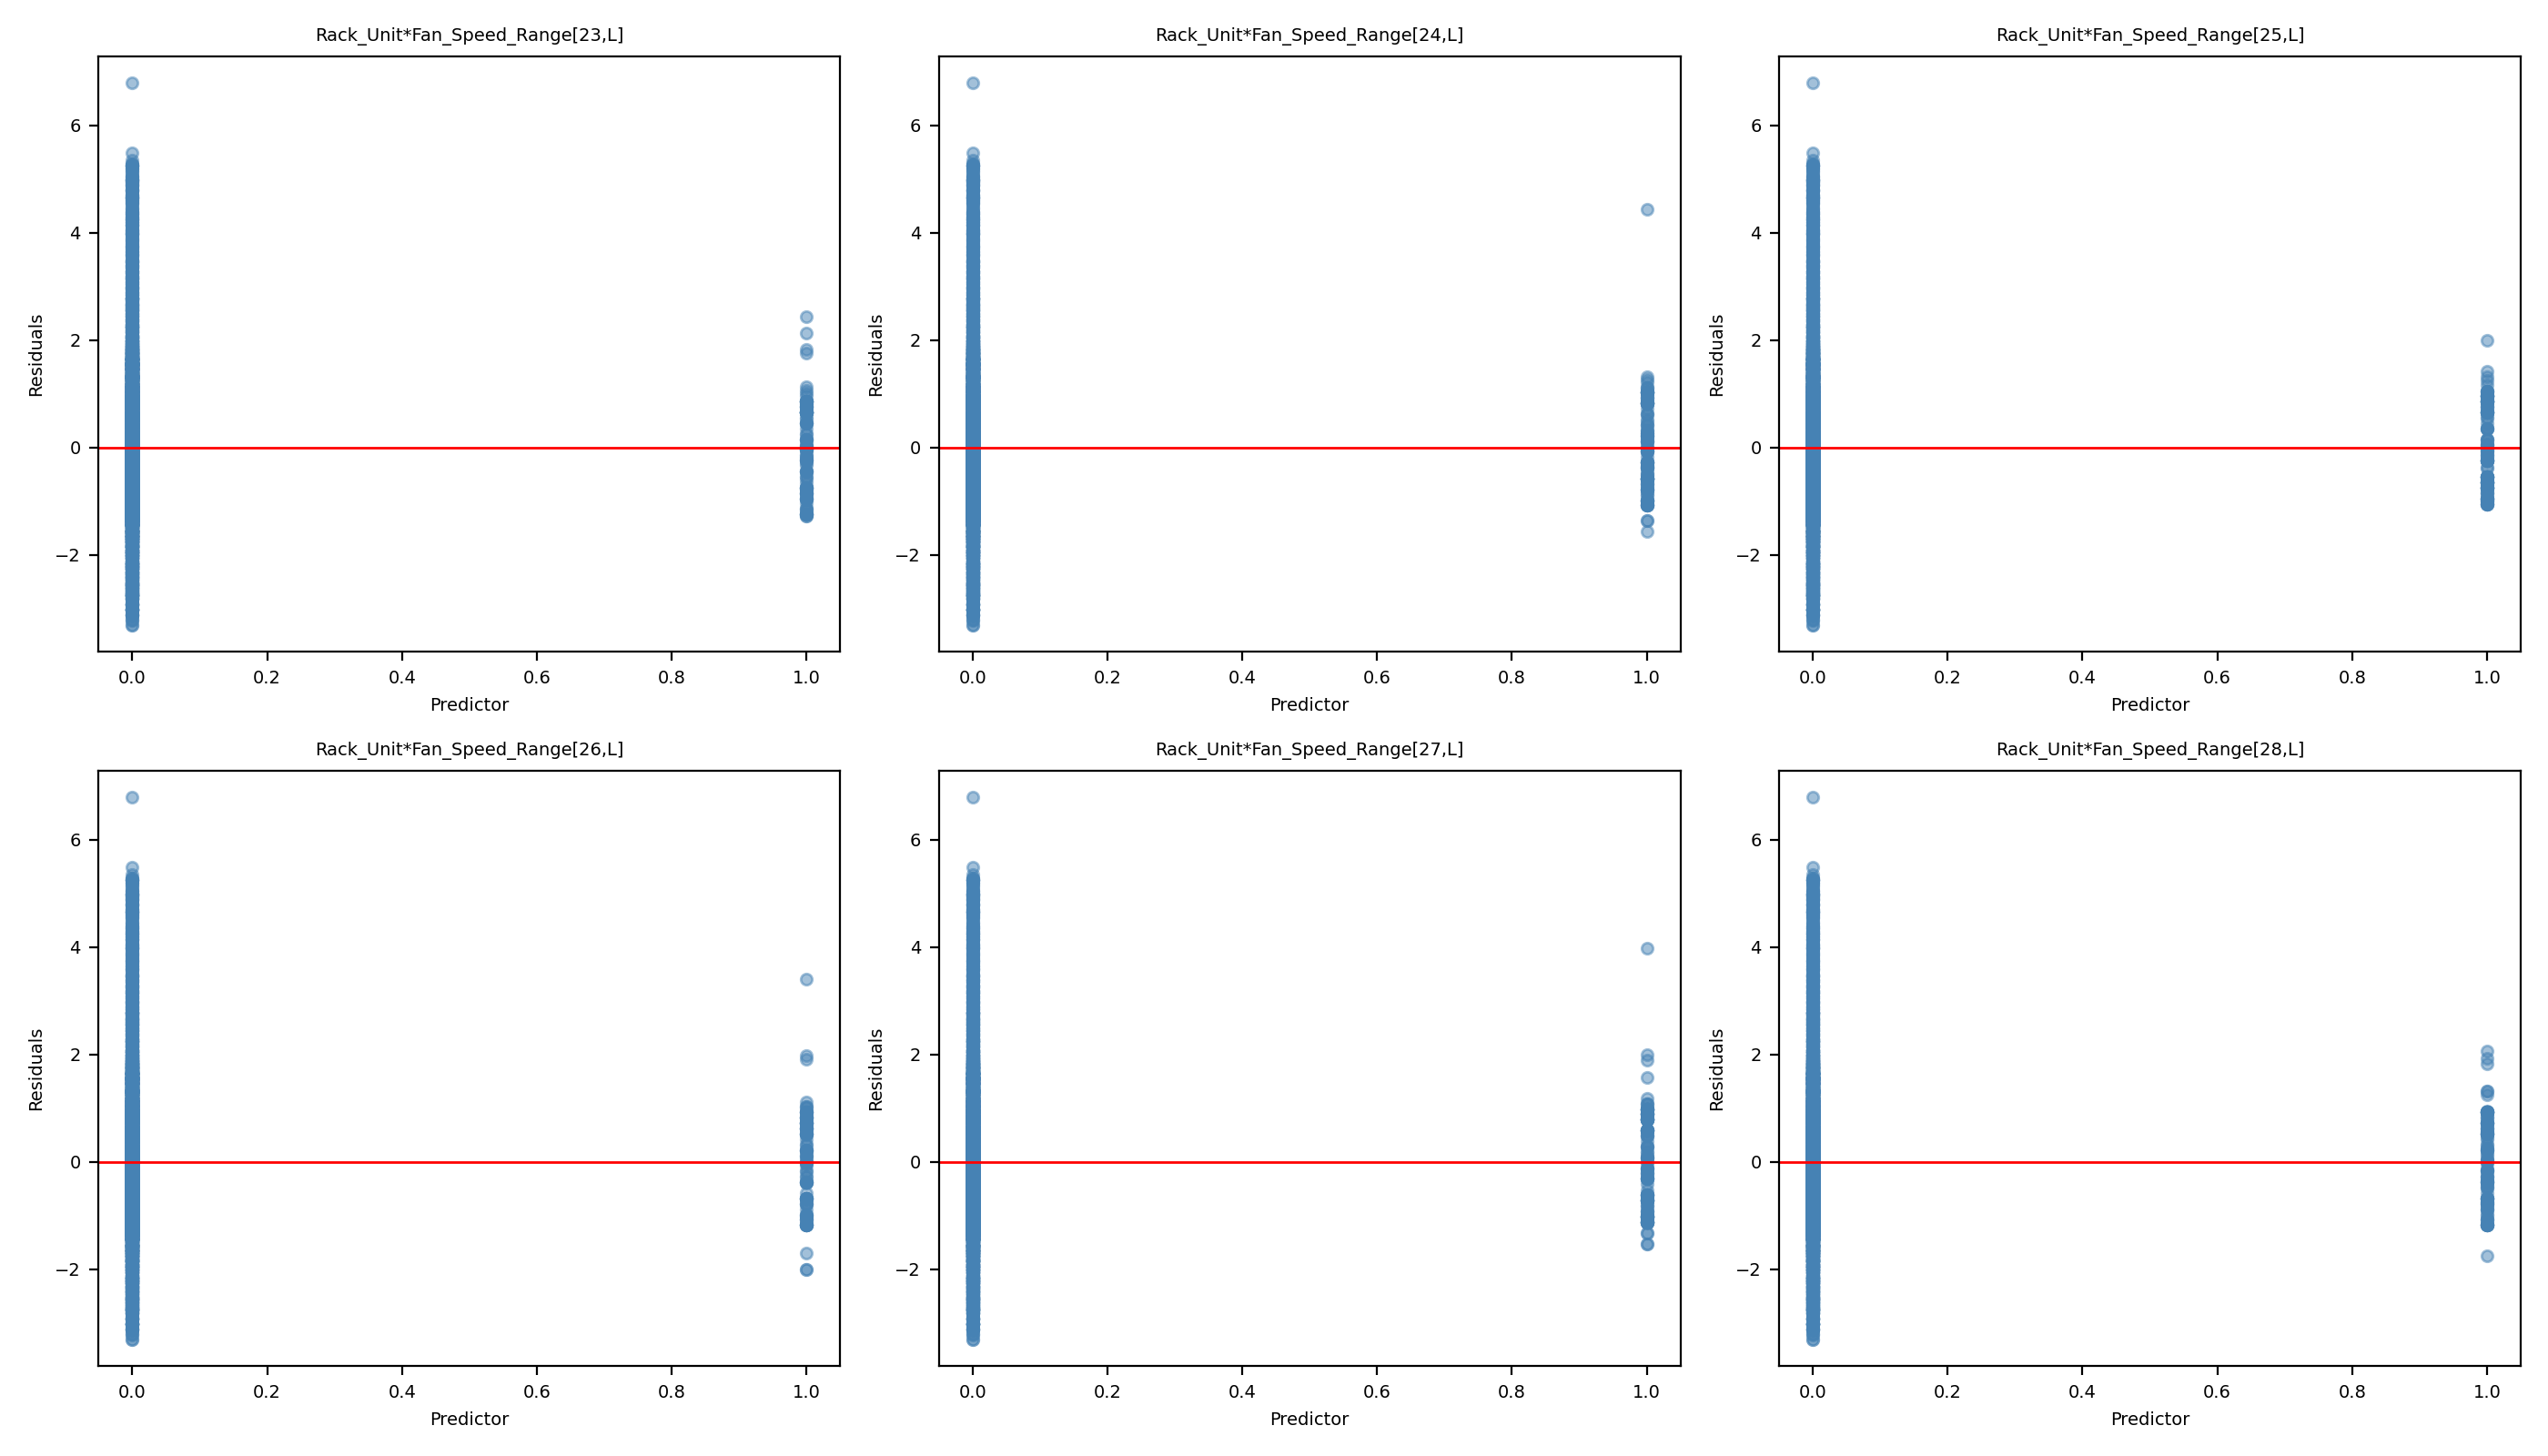 Rack_Unit*Fan_Speed_Range[23,L]
6
4
2
0
−2
Residuals
0.0 0.2 0.4 0.6 0.8 1.0
Predictor
Rack_Unit*Fan_Speed_Range[24,L]
6
4
2
0
−2
Residuals
0.0 0.2 0.4 0.6 0.8 1.0
Predictor
Rack_Unit*Fan_Speed_Range[25,L]
6
4
2
0
−2
Residuals
0.0 0.2 0.4 0.6 0.8 1.0
Predictor
Rack_Unit*Fan_Speed_Range[26,L]
6
4
2
0
−2
Residuals
0.0 0.2 0.4 0.6 0.8 1.0
Predictor
Rack_Unit*Fan_Speed_Range[27,L]
6
4
2
0
−2
Residuals
0.0 0.2 0.4 0.6 0.8 1.0
Predictor
Rack_Unit*Fan_Speed_Range[28,L]
6
4
2
0
−2
Residuals
0.0 0.2 0.4 0.6 0.8 1.0
Predictor